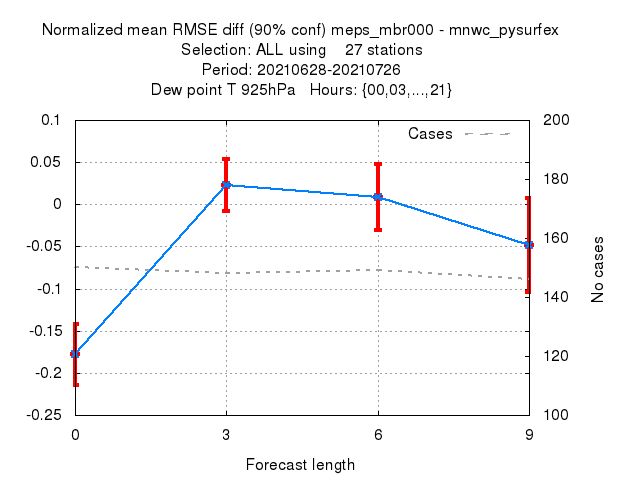 Normalized mean RMSE diff (90% conf) meps_mbr000 - mnwc_pysurfex
Selection: ALL using    27 stations
Period: 20210628-20210726
Dew point T 925hPa   Hours: {00,03,...,21}
Cases
0.1
0.05
0
-0.05
-0.1
-0.15
-0.2
-0.25
200
180
160
140
120
100
No cases
0
3
6
9
Forecast length